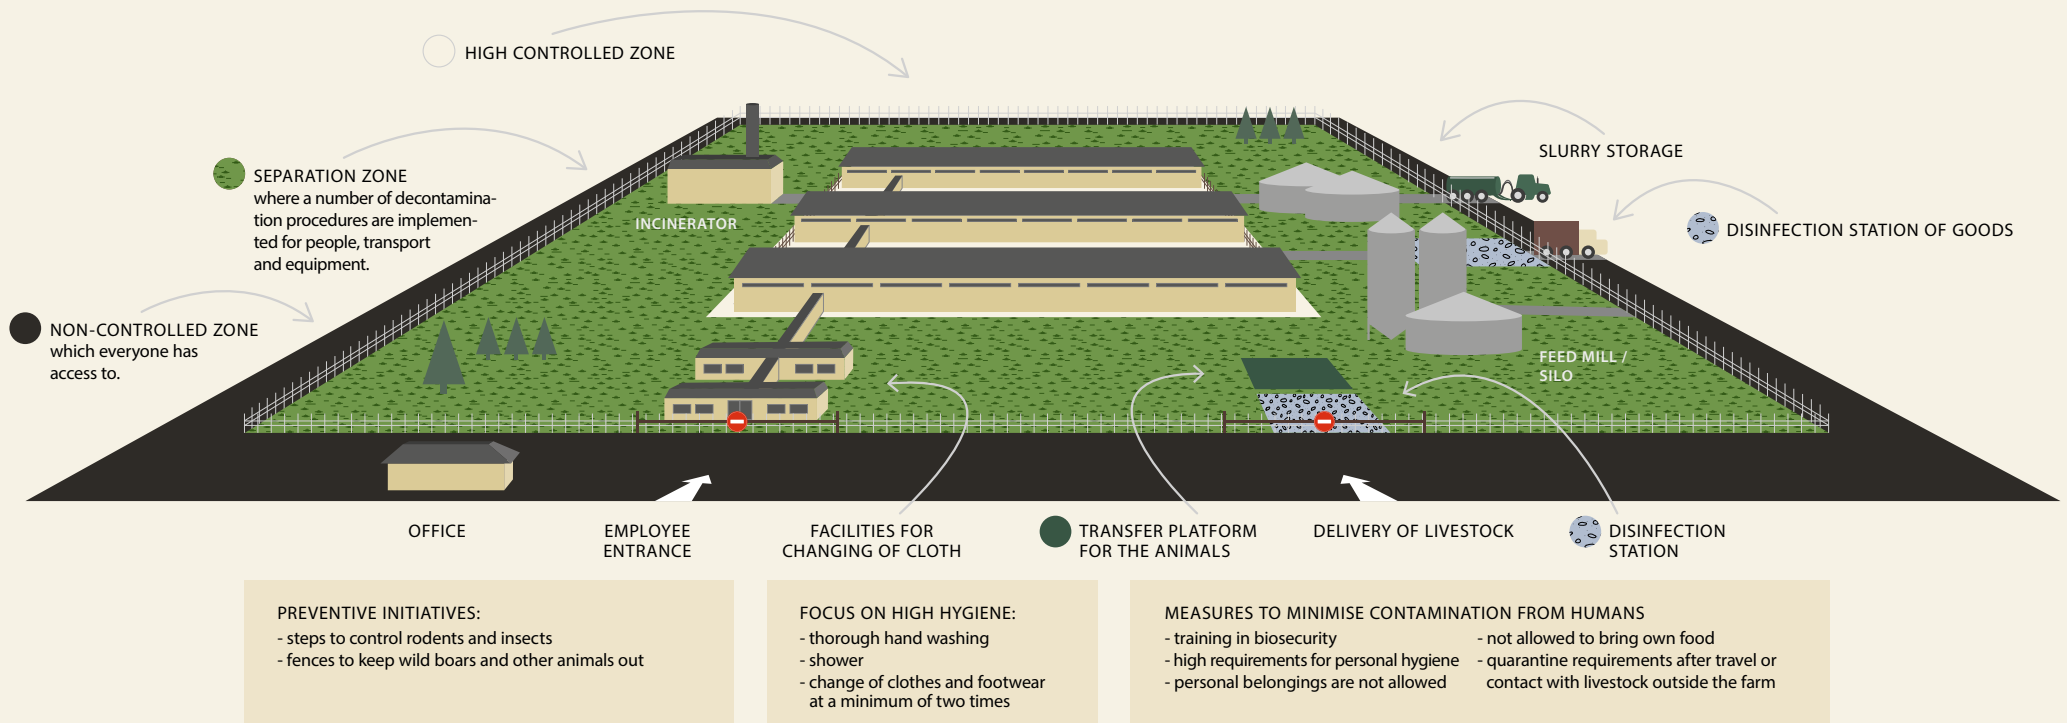 HIGH CONTROLLED ZONE
SLURRY STORAGE
SEPARATION ZONE
where a number of decontamina-
tion procedures are implemen-
ted for people, transport
and equipment.
INCINERATOR
DISINFECTION STATION OF GOODS
NON-CONTROLLED ZONE
which everyone has
access to.
FEED MILL /
SILO
OFFICE
EMPLOYEE
ENTRANCE
FACILITIES FOR
CHANGING OF CLOTH
TRANSFER PLATFORM
FOR THE ANIMALS
DELIVERY OF LIVESTOCK
DISINFECTION
STATION
PREVENTIVE INITIATIVES:
- steps to control rodents and insects
- fences to keep wild boars and other animals out
FOCUS ON HIGH HYGIENE:
- thorough hand washing
- shower
- change of clothes and footwear
at a minimum of two times
MEASURES TO MINIMISE CONTAMINATION FROM HUMANS
- training in biosecurity
- high requirements for personal hygiene
- personal belongings are not allowed
- not allowed to bring own food
- quarantine requirements after travel or
contact with livestock outside the farm